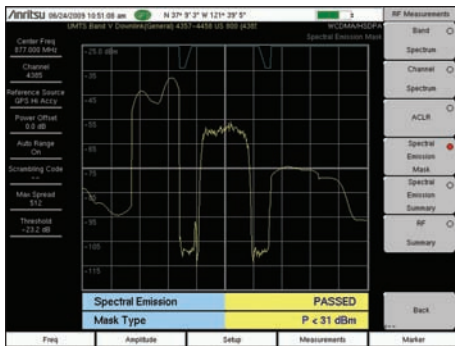 Anritsu 06/24/2009 10:51:08 am N 37° 9' 3" W 121° 39' 5"
UMTS Band V Downlink(General) 4357-4458 US 900 (4385
WCDMA/HSDPA
Spectral Emission Mask
Center Freq
877.000 MHz
Channel
4385
Reference Source
GPS Hi Accy
Power Offset
0.0 dB
Auto Range
On
Scrambling Code
--
Max Spread
512
Threshold
-23.2 dB
-25.0 dBm
-35
-45
-55
-65
-75
-85
-95
-105
-115
Spectral Emission PASSED
Mask Type P < 31 dBm
RF Measurements
Band
Spectrum
Channel
Spectrum
ACLR
Spectral
Emission
Mask
Spectral
Emission
Summary
RF
Summary
Back
Freq Amplitude Setup Measurements Marker